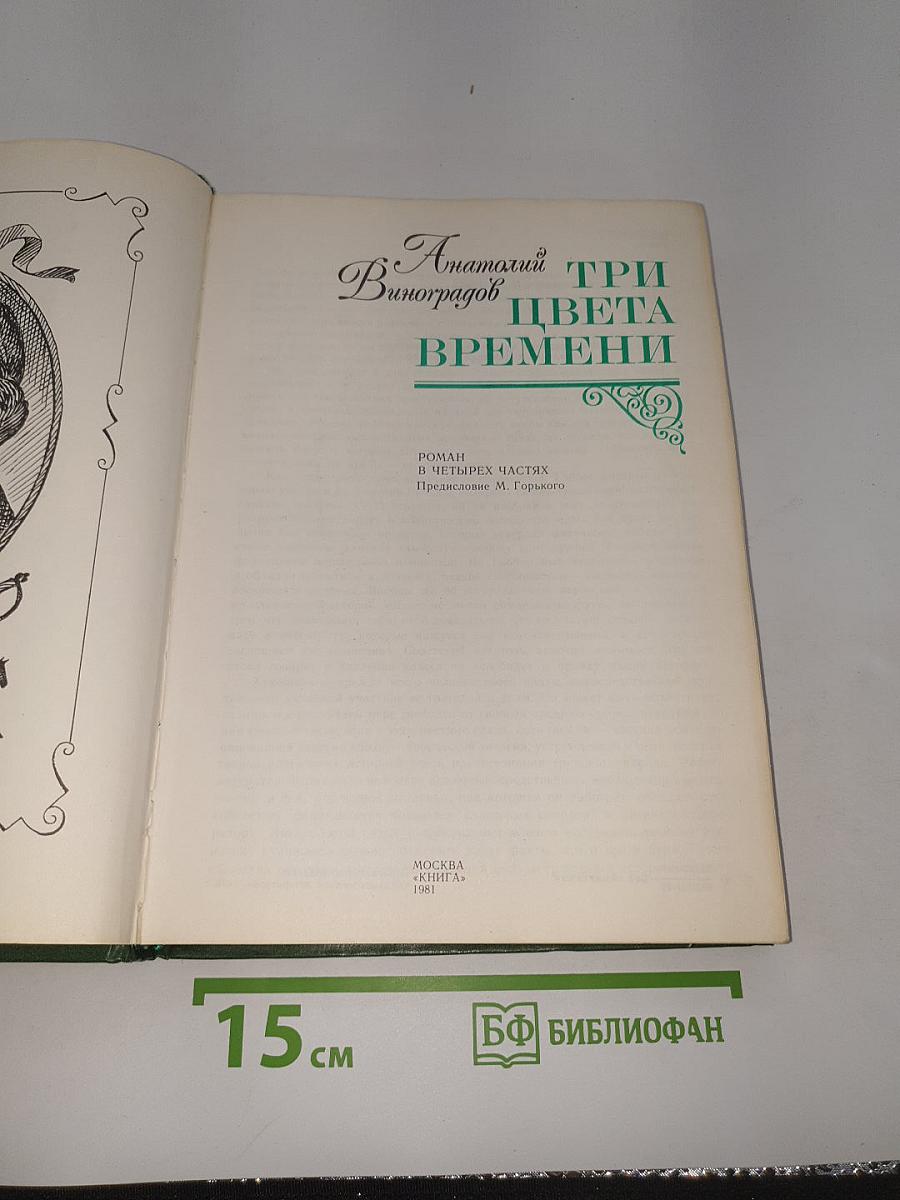 Анатолий
Виноградов
ТРИ
ЦВЕТА
ВРЕМЕНИ
РОМАН
В ЧЕТЫРЕХ ЧАСТЯХ
Предисловие М. Горького
МОСКВА
«КНИГА»
1981
15 см
БФ БИБЛИОФАН